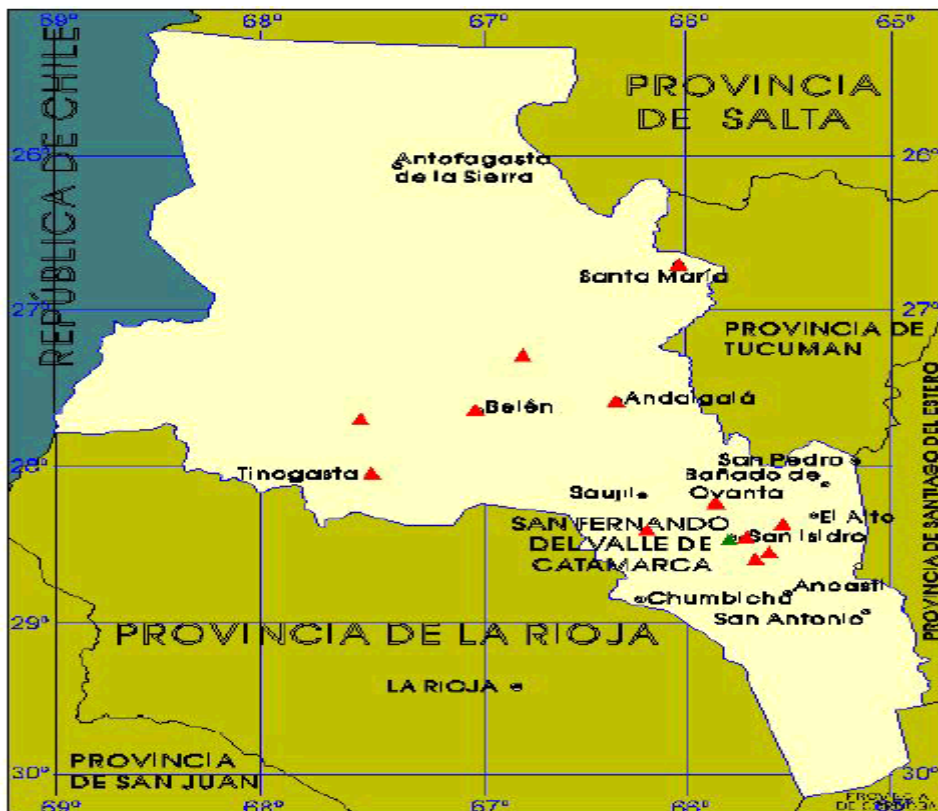 69° 68° 67° 66° 65°
REPÚBLICA DE CHILE
PROVINCIA
DE SALTA
26° 26°
Antofagasta
de la Sierra
Santa María
27° 27°
PROVINCIA DE
TUCUMAN
PROVINCIA DE SANTIAGO DEL ESTERO
Belén
Andalgalá
28° 28°
Tinogasta
San Pedro
Bañado de
Ovanta
Saujil
El Alto
SAN FERNANDO
DEL VALLE DE
CATAMARCA
San Isidro
Ancasti
Chumbicha
San Antonio
29° 29°
PROVINCIA DE LA RIOJA
LA RIOJA
PROVINCIA
DE SAN JUAN
30° 30°
69° 68° 67° 66°